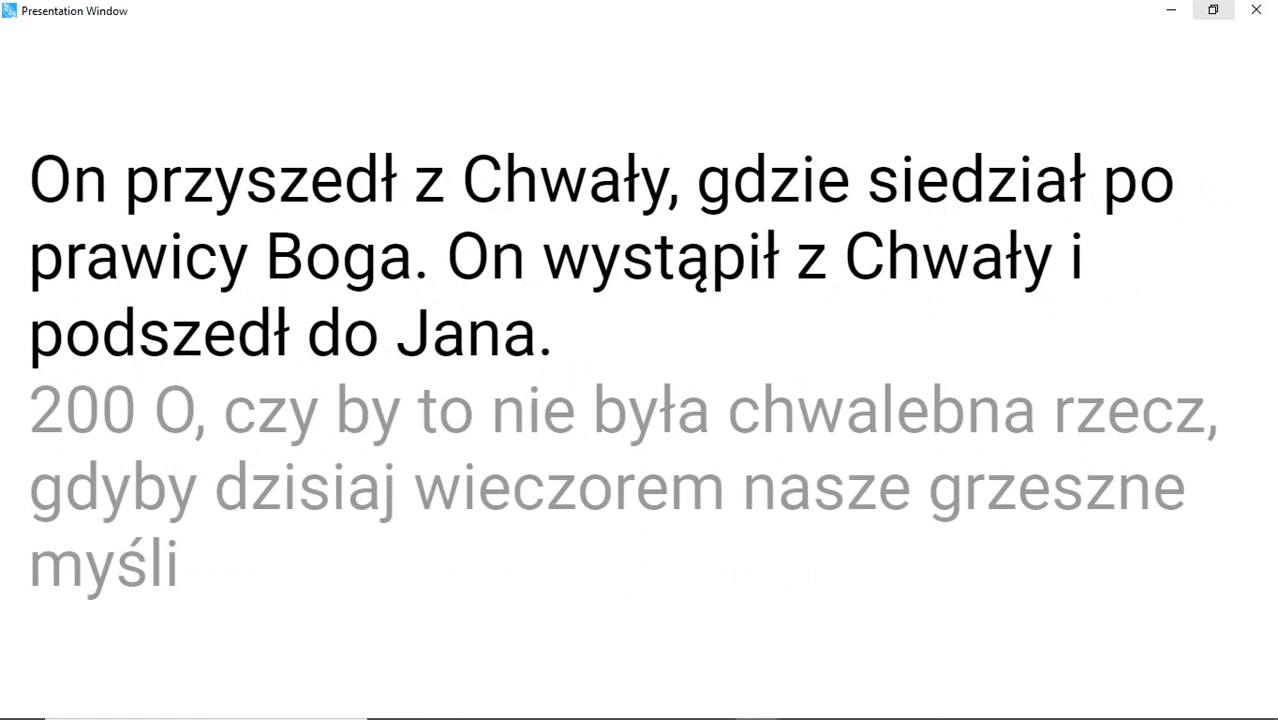 Presentation Window
On przyszedł z Chwały, gdzie siedział po
prawicy Boga. On wystąpił z Chwały i
podszedł do Jana.
200 O, czy by to nie była chwalebna rzecz,
gdyby dzisiaj wieczorem nasze grzeszne
myśli